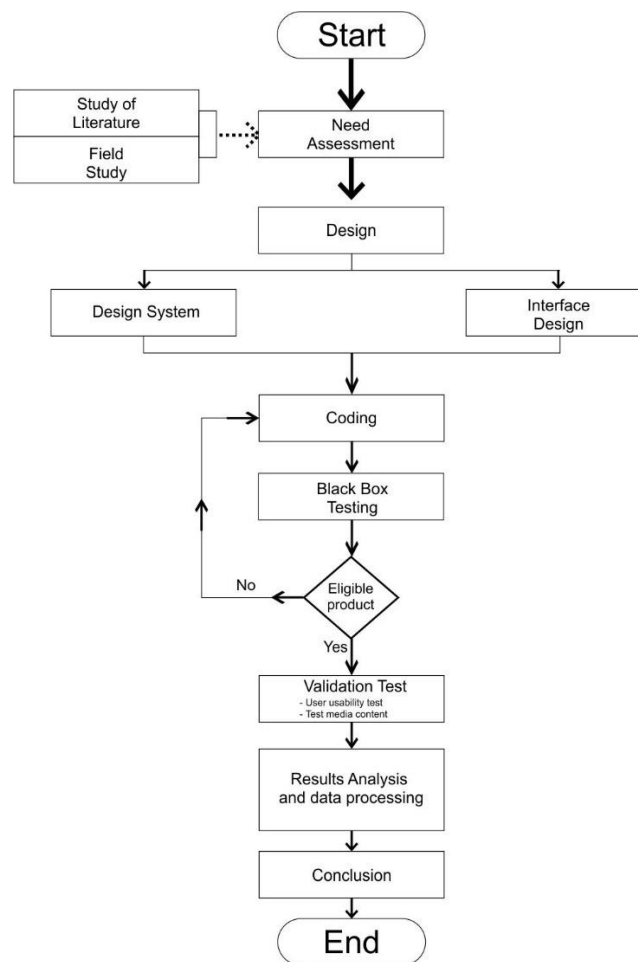 Start
Study of
Literature
Field
Study
Need
Assessment
Design
Design System
Interface
Design
Coding
Black Box
Testing
No
Eligible
product
Yes
Validation Test
- User usability test
- Test media content
Results Analysis
and data processing
Conclusion
End